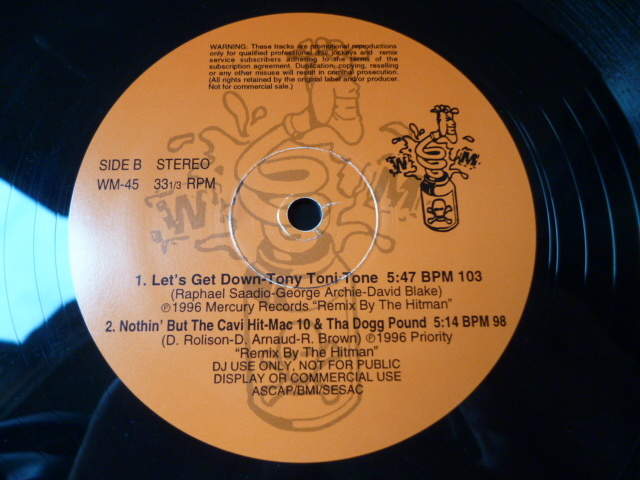 WARNING: These tracks are promotional reproductions
only for qualified professional disc jockeys and remix
service subscribers adhering to the terms of the
subscription agreement. Duplication, copying, reselling
or any other misuse will result in criminal prosecution.
(All rights retained by the original label and/or producer
Not for commercial sale.)
SIDE B STEREO
WM-45 33 1/3 RPM
W M
W M
1. Let's Get Down-Tony Toni Tone 5:47 BPM 103
(Raphael Saadio-George Archie-David Blake)
℗1996 Mercury Records "Remix By The Hitman"
2. Nothin' But The Cavi Hit-Mac 10 & Tha Dogg Pound 5:14 BPM 98
(D. Rolison-D. Arnaud-R. Brown) ℗1996 Priority
"Remix By The Hitman"
DJ USE ONLY, NOT FOR PUBLIC
DISPLAY OR COMMERCIAL USE
ASCAP/BMI/SESAC